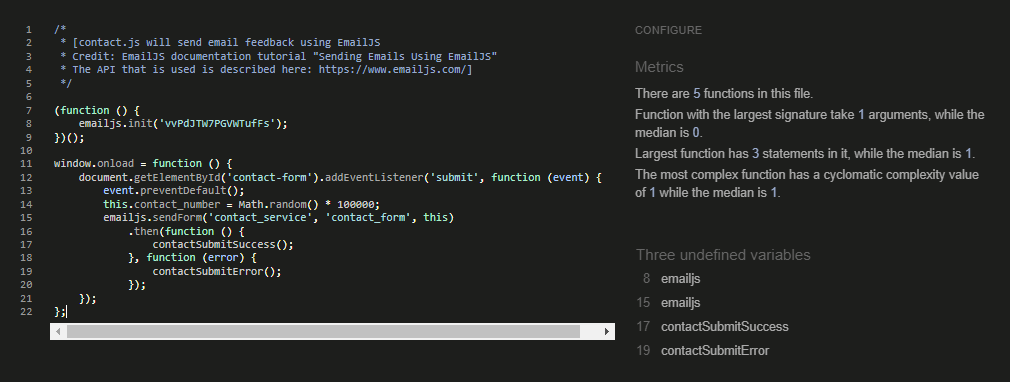 1 /*
2 * [contact.js will send email feedback using EmailJS
3 * Credit: EmailJS documentation tutorial "Sending Emails Using EmailJS"
4 * The API that is used is described here: https://www.emailjs.com/]
5 */
6
7 (function () {
8 emailjs.init('vvPdJTW7PGVWTufFs');
9 })();
10
11 window.onload = function () {
12 document.getElementById('contact-form').addEventListener('submit', function (event) {
13 event.preventDefault();
14 this.contact_number = Math.random() * 100000;
15 emailjs.sendForm('contact_service', 'contact_form', this)
16 .then(function () {
17 contactSubmitSuccess();
18 }, function (error) {
19 contactSubmitError();
20 });
21 });
22 };
CONFIGURE
Metrics
There are 5 functions in this file.
Function with the largest signature take 1 arguments, while the
median is 0.
Largest function has 3 statements in it, while the median is 1.
The most complex function has a cyclomatic complexity value
of 1 while the median is 1.
Three undefined variables
8 emailjs
15 emailjs
17 contactSubmitSuccess
19 contactSubmitError